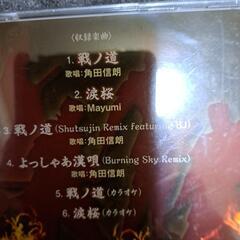 〈収録楽曲〉
1. 戦ノ道
歌唱:角田信朗
2. 涙桜
歌唱:Mayumi
3. 戦ノ道(Shutsujin Remix featuring BJ)
歌唱:角田信朗
4. よっしゃあ漢唄(Burning Sky Remix)
歌唱:角田信朗
5. 戦ノ道(カラオケ)
6. 涙桜(カラオケ)